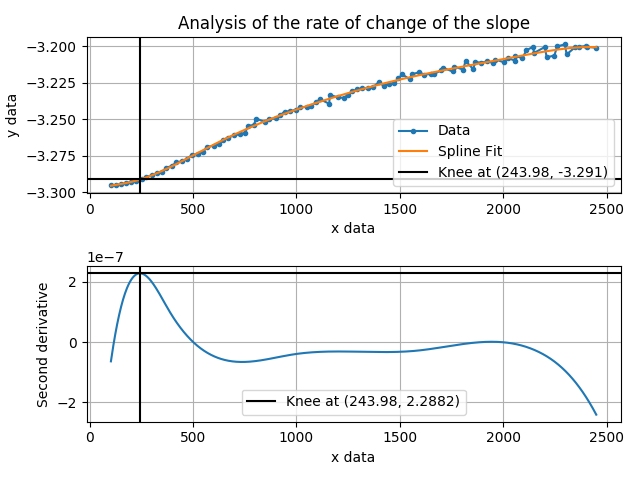 Analysis of the rate of change of the slope
−3.200
−3.225
−3.250
−3.275
−3.300
y data
Data
Spline Fit
Knee at (243.98, -3.291)
0
500
1000
1500
2000
2500
x data
1e−7
2
0
−2
Second derivative
Knee at (243.98, 2.2882)
0
500
1000
1500
2000
2500
x data